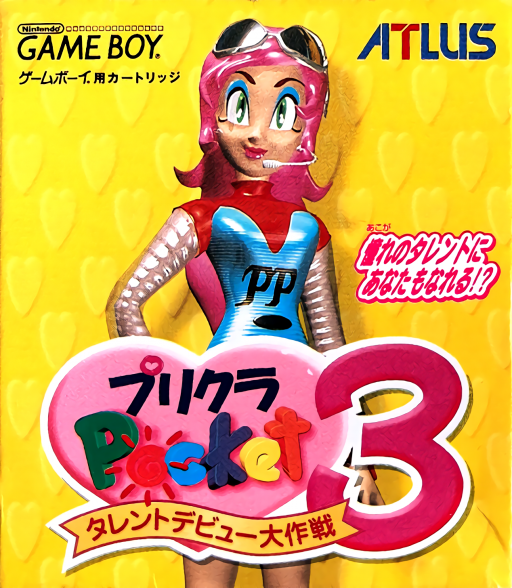 Nintendo
GAME BOY
ゲームボーイ用カートリッジ
ATLUS
あこが
憧れのタレントに
あなたもなれる!?
PP
プリクラ
Pocket
3
タレントデビュー大作戦